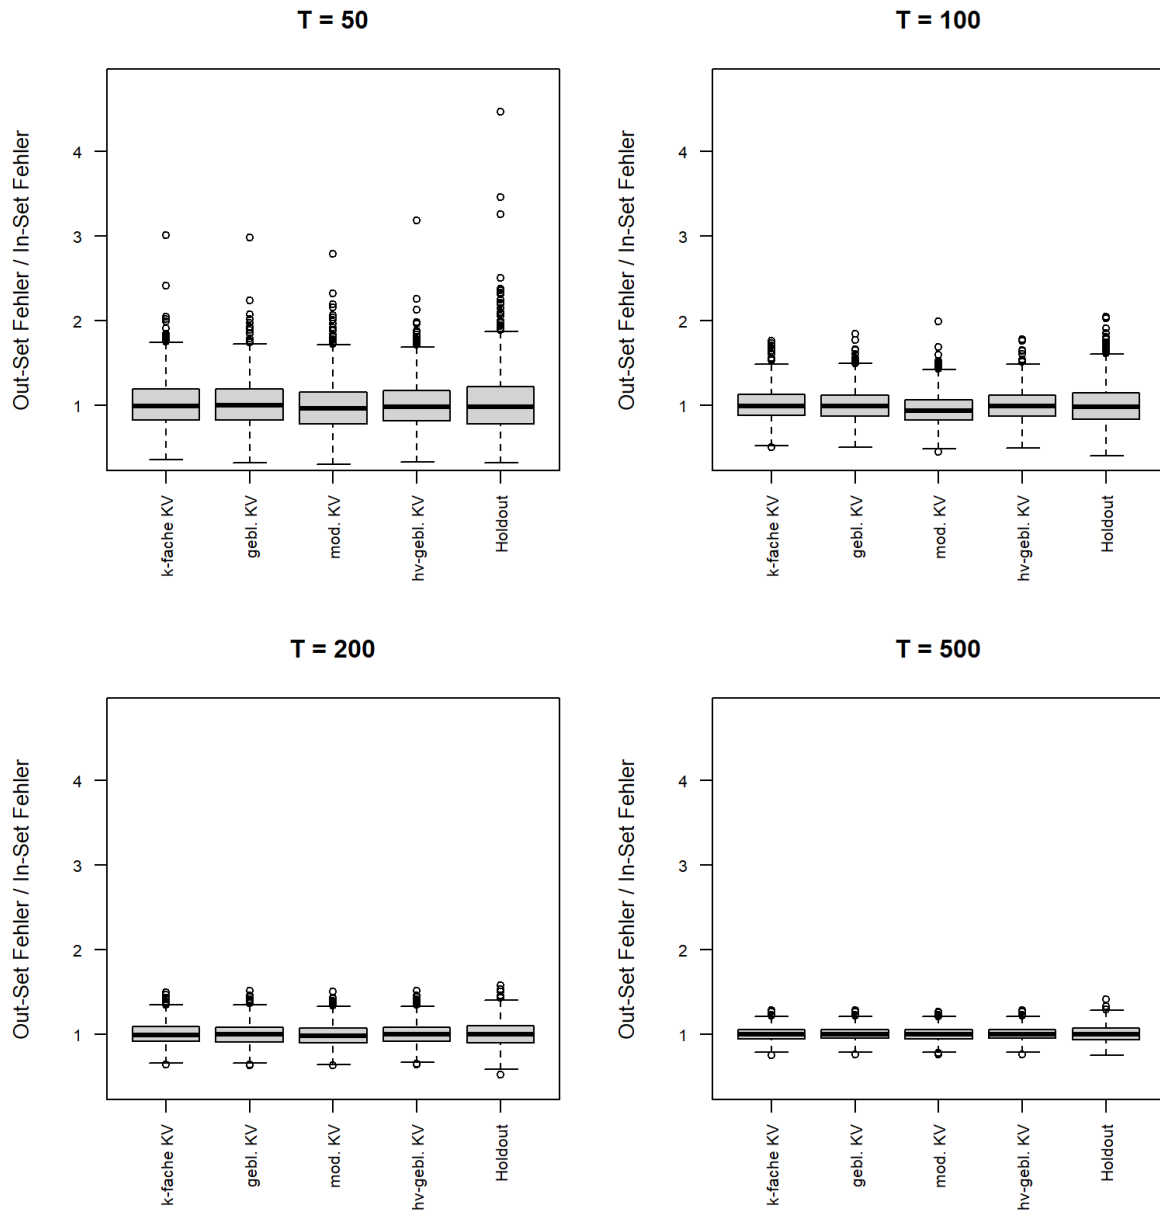 T = 50
Out-Set Fehler / In-Set Fehler
4
3
2
1
k-fache KV
gebl. KV
mod. KV
hv-gebl. KV
Holdout
T = 100
Out-Set Fehler / In-Set Fehler
4
3
2
1
k-fache KV
gebl. KV
mod. KV
hv-gebl. KV
Holdout
T = 200
Out-Set Fehler / In-Set Fehler
4
3
2
1
k-fache KV
gebl. KV
mod. KV
hv-gebl. KV
Holdout
T = 500
Out-Set Fehler / In-Set Fehler
4
3
2
1
k-fache KV
gebl. KV
mod. KV
hv-gebl. KV
Holdout